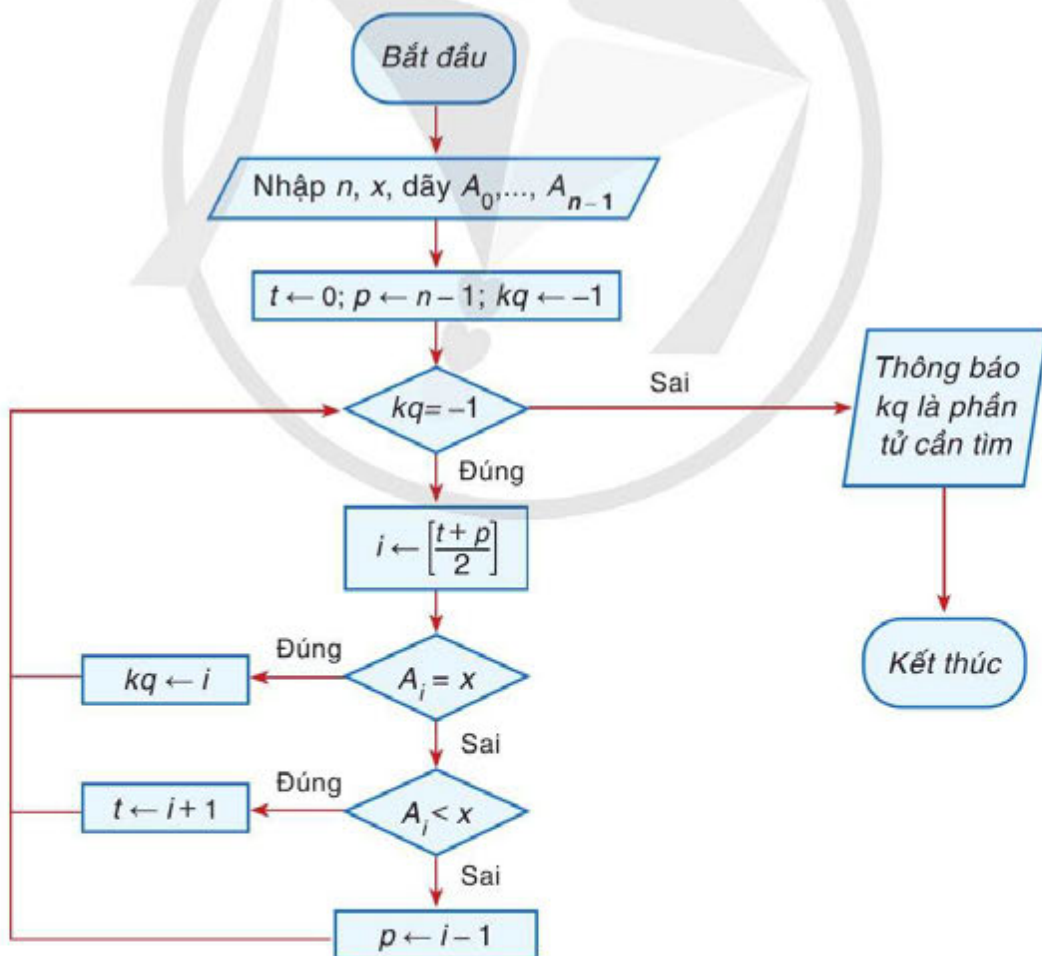 Bắt đầu
Nhập n, x, dãy A₀,..., Aₙ₋₁
t ← 0; p ← n – 1; kq ← –1
kq = –1
Sai
Thông báo
kq là phần
tử cần tìm
Đúng
i ← [(t + p)/2]
Đúng
Aᵢ = x
kq ← i
Kết thúc
Sai
Đúng
Aᵢ < x
t ← i + 1
Sai
p ← i – 1